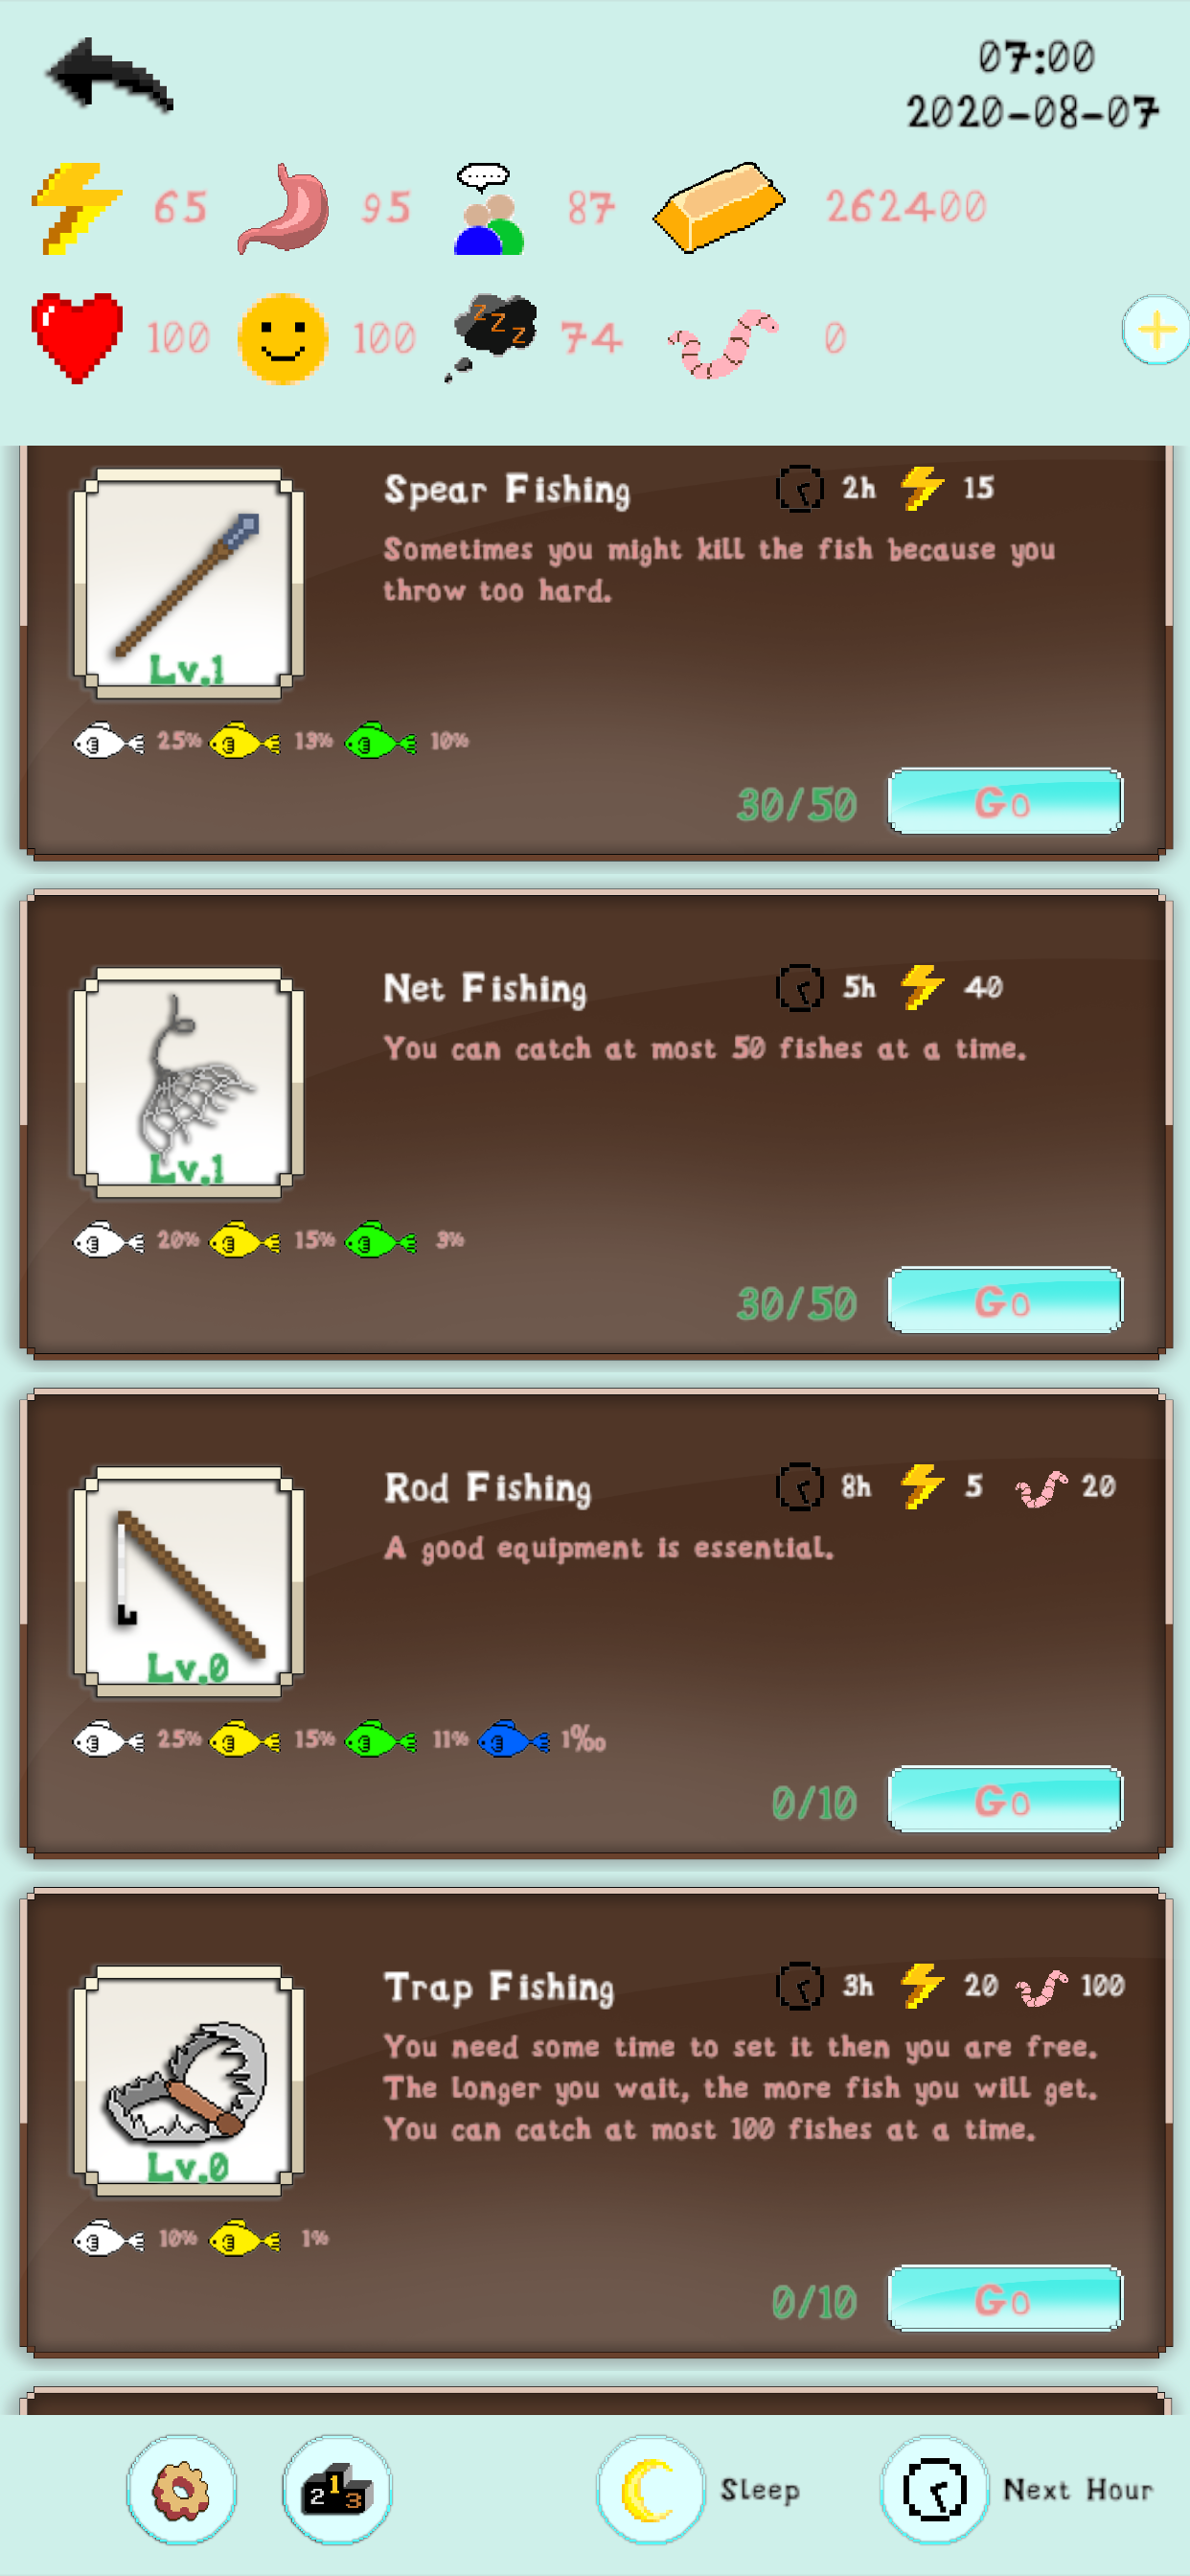 07:00
2020-08-07
65 95 87 262400
100 100 74 0
Spear Fishing 2h 15
Sometimes you might kill the fish because you
throw too hard.
Lv.1
25% 13% 10%
30/50 Go
Net Fishing 5h 40
You can catch at most 50 fishes at a time.
Lv.1
20% 15% 3%
30/50 Go
Rod Fishing 8h 5 20
A good equipment is essential.
Lv.0
25% 15% 11% 1‰
0/10 Go
Trap Fishing 3h 20 100
You need some time to set it then you are free.
The longer you wait, the more fish you will get.
You can catch at most 100 fishes at a time.
Lv.0
10% 1%
0/10 Go
2 1 3 Sleep Next Hour